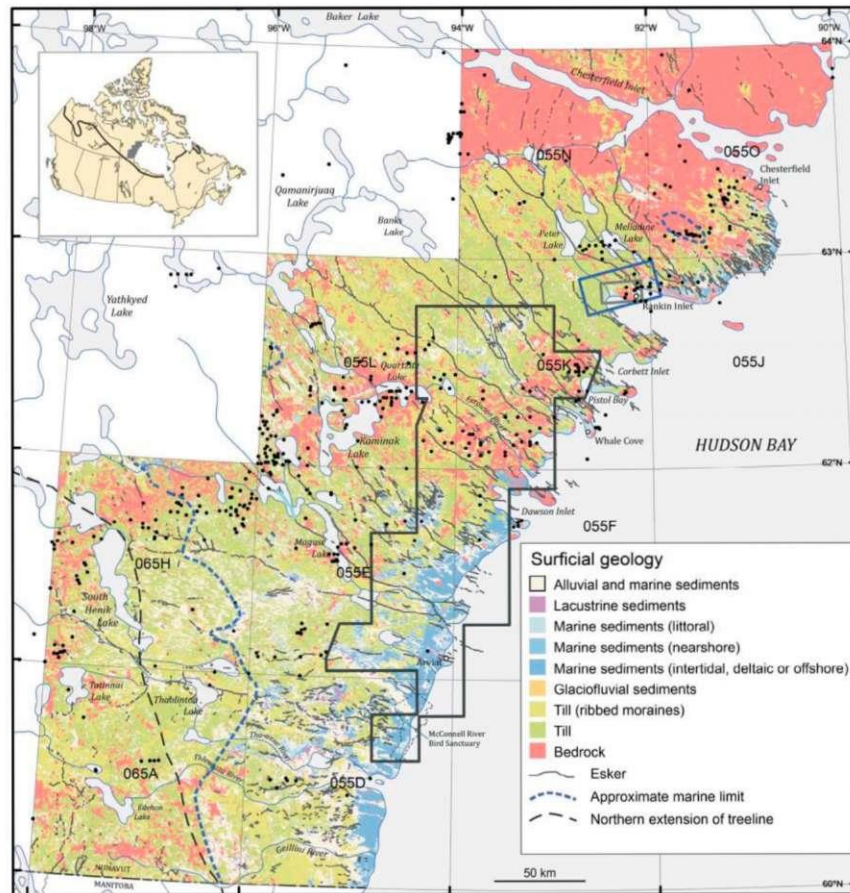 98°W
96°W
Baker Lake
94°W
92°W
90°W
64°N
Chesterfield Inlet
055N
055O
Chesterfield
Inlet
Qamanirjuaq
Lake
Banks
Lake
Peter
Lake
Meliadine
Lake
63°N
Yathkyed
Lake
Rankin Inlet
055L
Quartzite
Lake
055K
Corbett Inlet
055J
Pistol Bay
Kaminak
Lake
Whale Cove
HUDSON BAY
62°N
Dawson Inlet
055F
Maguse
Lake
065H
055E
South
Henik
Lake
Arviat
Tatinnai
Lake
Thaolintoa
Lake
McConnell River
Bird Sanctuary
065A
055D
Edehon
Lake
Geillini River
NUNAVUT
MANITOBA
50 km
60°N
Surficial geology
Alluvial and marine sediments
Lacustrine sediments
Marine sediments (littoral)
Marine sediments (nearshore)
Marine sediments (intertidal, deltaic or offshore)
Glaciofluvial sediments
Till (ribbed moraines)
Till
Bedrock
Esker
Approximate marine limit
Northern extension of treeline